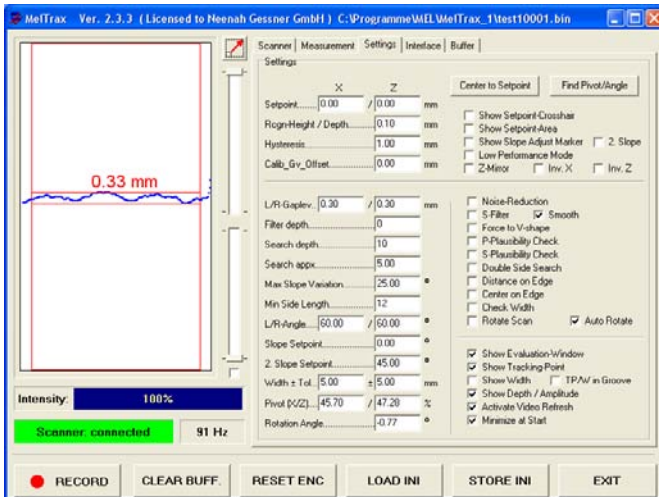 MelTrax Ver. 2.3.3 ( Licensed to Neenah Gessner GmbH ) C:\Programme\MEL\MelTrax_1\test10001.bin
Scanner Measurement Settings Interface Buffer
Settings
X Z
Center to Setpoint Find Pivot/Angle
Setpoint 0.00 / 0.00 mm
Rcgn-Height / Depth 0.10 mm
Hysteresis 1.00 mm
Calib_Gv_Offset 0.00 mm
Show Setpoint-Crosshair
Show Setpoint-Area
Show Slope Adjust Marker 2. Slope
Low Performance Mode
Z-Mirror Inv. X Inv. Z
0.33 mm
L/R-Gaplev. 0.30 / 0.30 mm
Filter depth 0
Search depth 10
Search appx 5.00
Max Slope Variation 25.00 °
Min Side Length 12
L/R-Angle 60.00 / 60.00 °
Slope Setpoint 0.00 °
2. Slope Setpoint 45.00 °
Width ± Tol. 5.00 ± 5.00 mm
Pivot (X/Z) 45.70 / 47.28 %
Rotation Angle -0.77 °
Noise-Reduction
S-Filter Smooth
Force to V-shape
P-Plausibility Check
S-Plausibility Check
Double Side Search
Distance on Edge
Center on Edge
Check Width
Rotate Scan Auto Rotate
Show Evaluation-Window
Show Tracking-Point
Show Width TP/W in Groove
Show Depth / Amplitude
Activate Video Refresh
Minimize at Start
Intensity: 100%
Scanner: connected 91 Hz
RECORD CLEAR BUFF. RESET ENC LOAD INI STORE INI EXIT